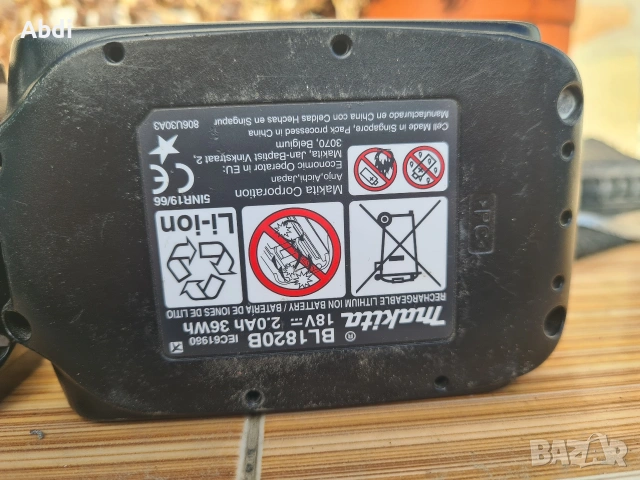 Abdi
makita® BL1820B
18V⎓ 2.0Ah 36Wh IEC61960
RECHARGEABLE LITHIUM ION BATTERY / BATERÍA DE IONES DE LITIO
Li-ion
5INR19/66
Makita Corporation
Anjo,Aichi,Japan
Economic Operator in EU:
Makita, Jan-Baptist Vinkstraat 2,
3070, Belgium
CE
Cell Made in Singapore, Pack processed in China
Manufacturado en China con Celdas Hechas en Singapur
806U30A3
>PC<
BAZAR